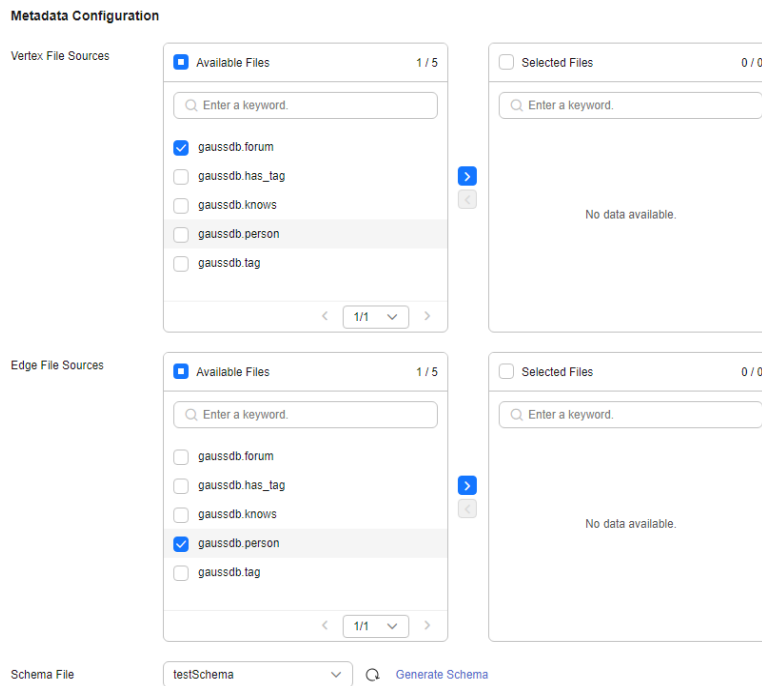 Metadata Configuration
Vertex File Sources
Available Files 1 / 5
Enter a keyword.
gaussdb.forum
gaussdb.has_tag
gaussdb.knows
gaussdb.person
gaussdb.tag
1/1
Selected Files 0 / 0
Enter a keyword.
No data available.
Edge File Sources
Available Files 1 / 5
Enter a keyword.
gaussdb.forum
gaussdb.has_tag
gaussdb.knows
gaussdb.person
gaussdb.tag
1/1
Selected Files 0 / 0
Enter a keyword.
No data available.
Schema File
testSchema
Generate Schema